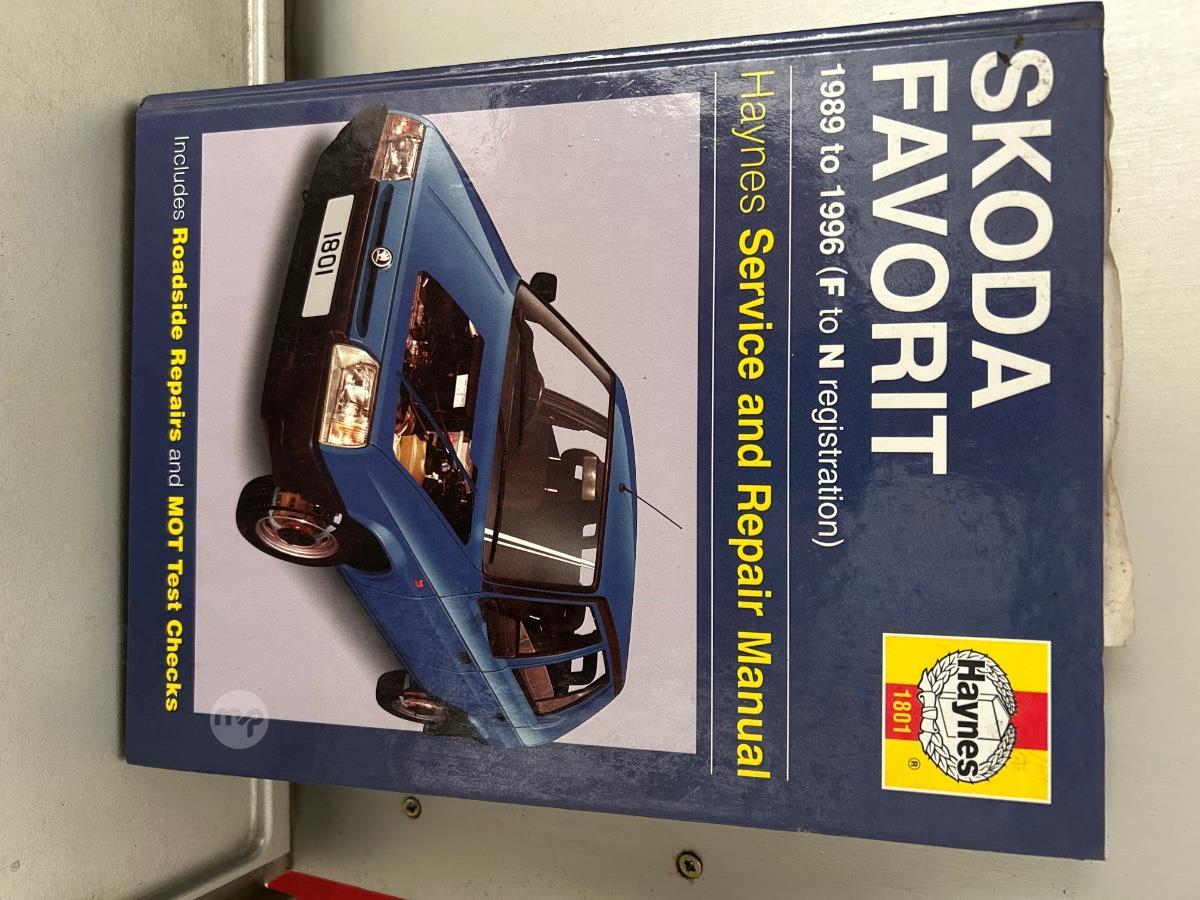 SKODA
FAVORIT
1989 to 1996 (F to N registration)
Haynes Service and Repair Manual
Haynes
1801
®
1801
Includes Roadside Repairs and MOT Test Checks